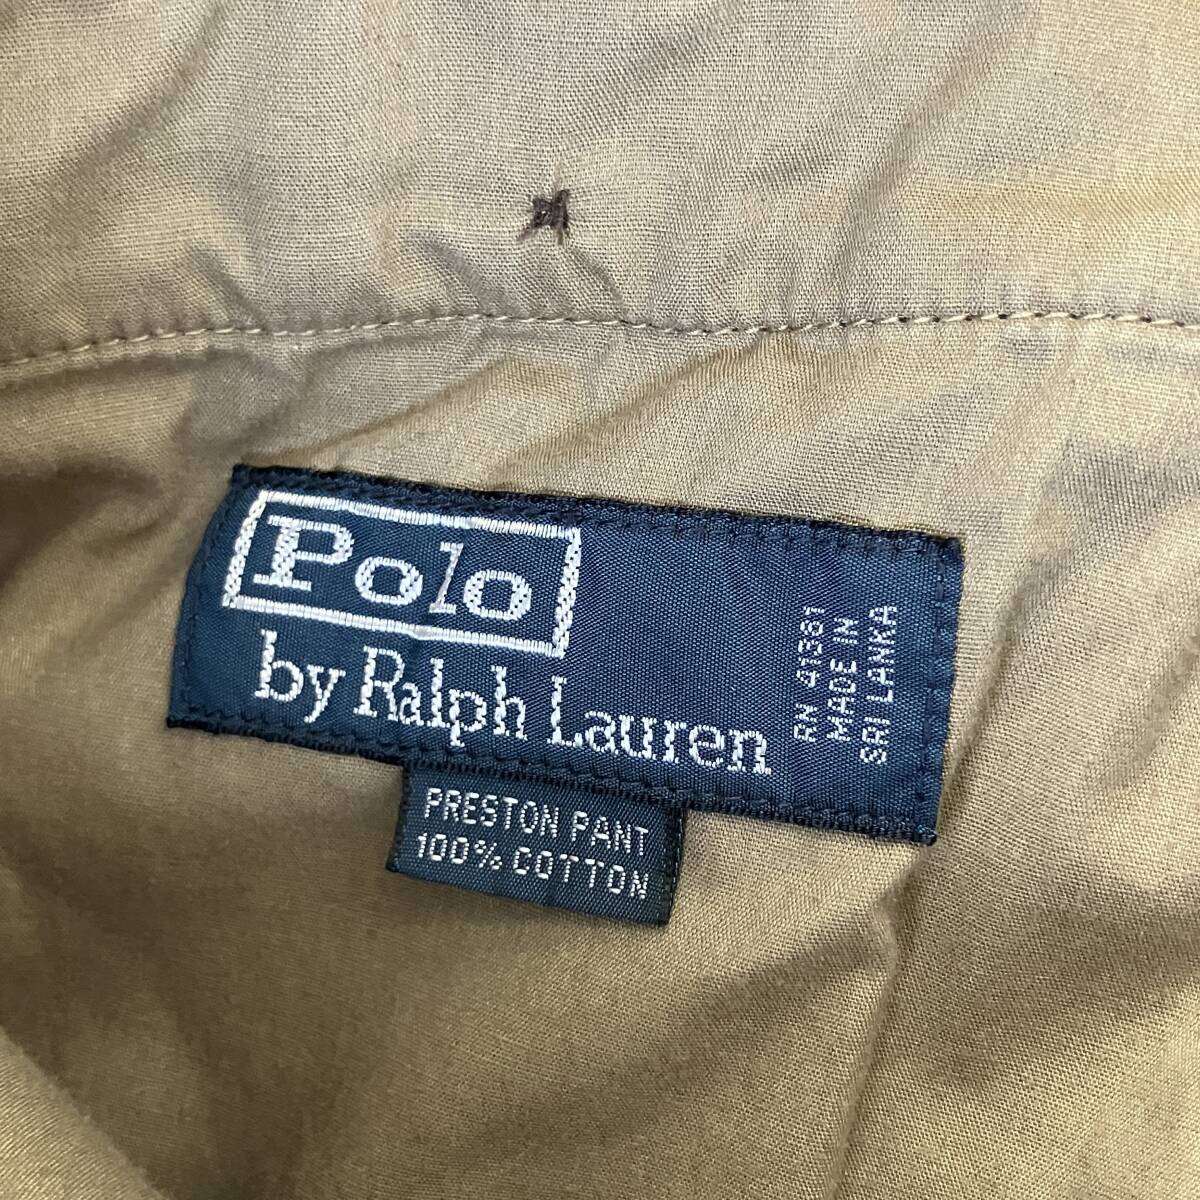 Polo
by Ralph Lauren
RN 41381
MADE IN
SRI LANKA
PRESTON PANT
100% COTTON